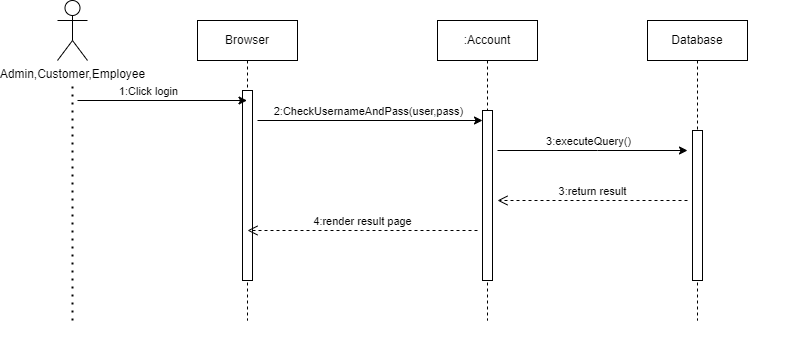 Browser
:Account
Database
Admin,Customer,Employee
1:Click login
2:CheckUsernameAndPass(user,pass)
3:executeQuery()
3:return result
4:render result page